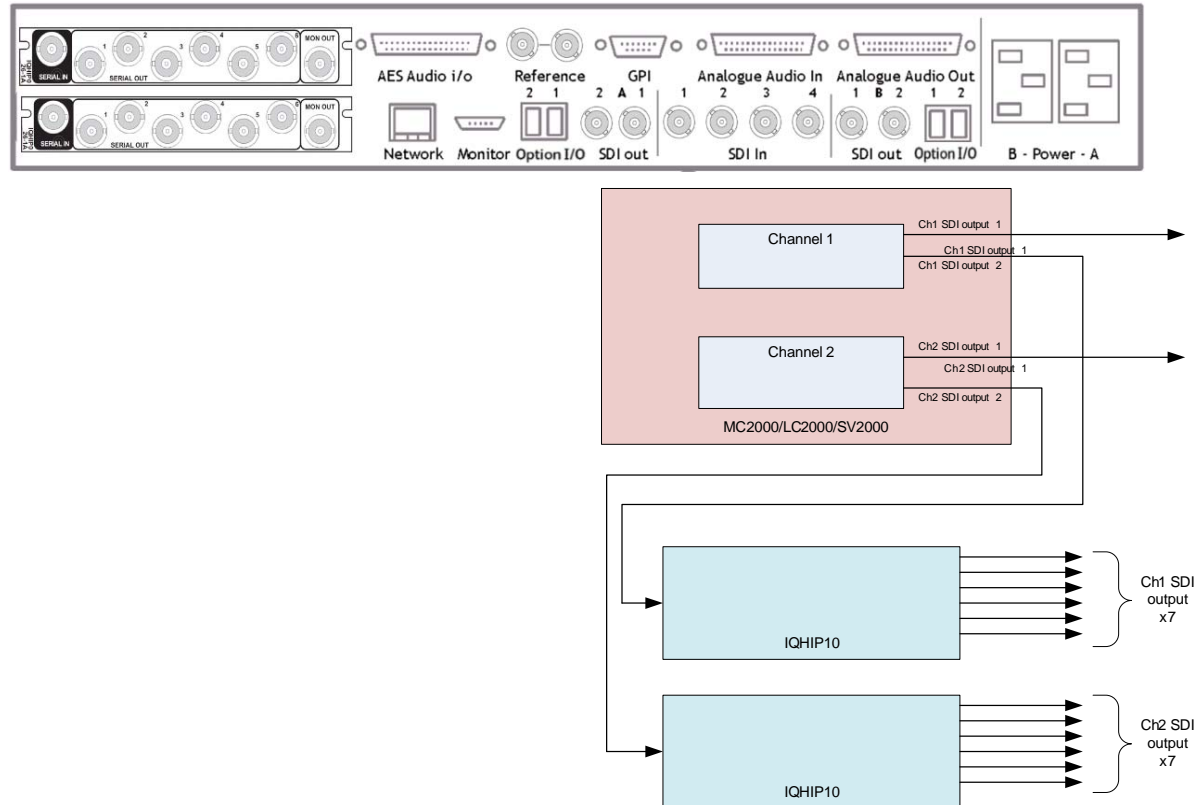 SERIAL IN
1
2
3
4
5
6
SERIAL OUT
MON OUT
AES Audio i/o
Reference
GPI
Analogue Audio In
Analogue Audio Out
SERIAL IN
1
2
3
4
5
6
SERIAL OUT
MON OUT
2 1
2 A 1
1 2 3 4
1 B 2
1 2
Network
Monitor
Option I/O
SDI out
SDI In
SDI out
Option I/O
B - Power - A
Channel 1
Ch1 SDI output 1
Ch1 SDI output 1
Ch1 SDI output 2
Channel 2
Ch2 SDI output 1
Ch2 SDI output 1
Ch2 SDI output 2
MC2000/LC2000/SV2000
IQHIP10
Ch1 SDI
output
x7
IQHIP10
Ch2 SDI
output
x7